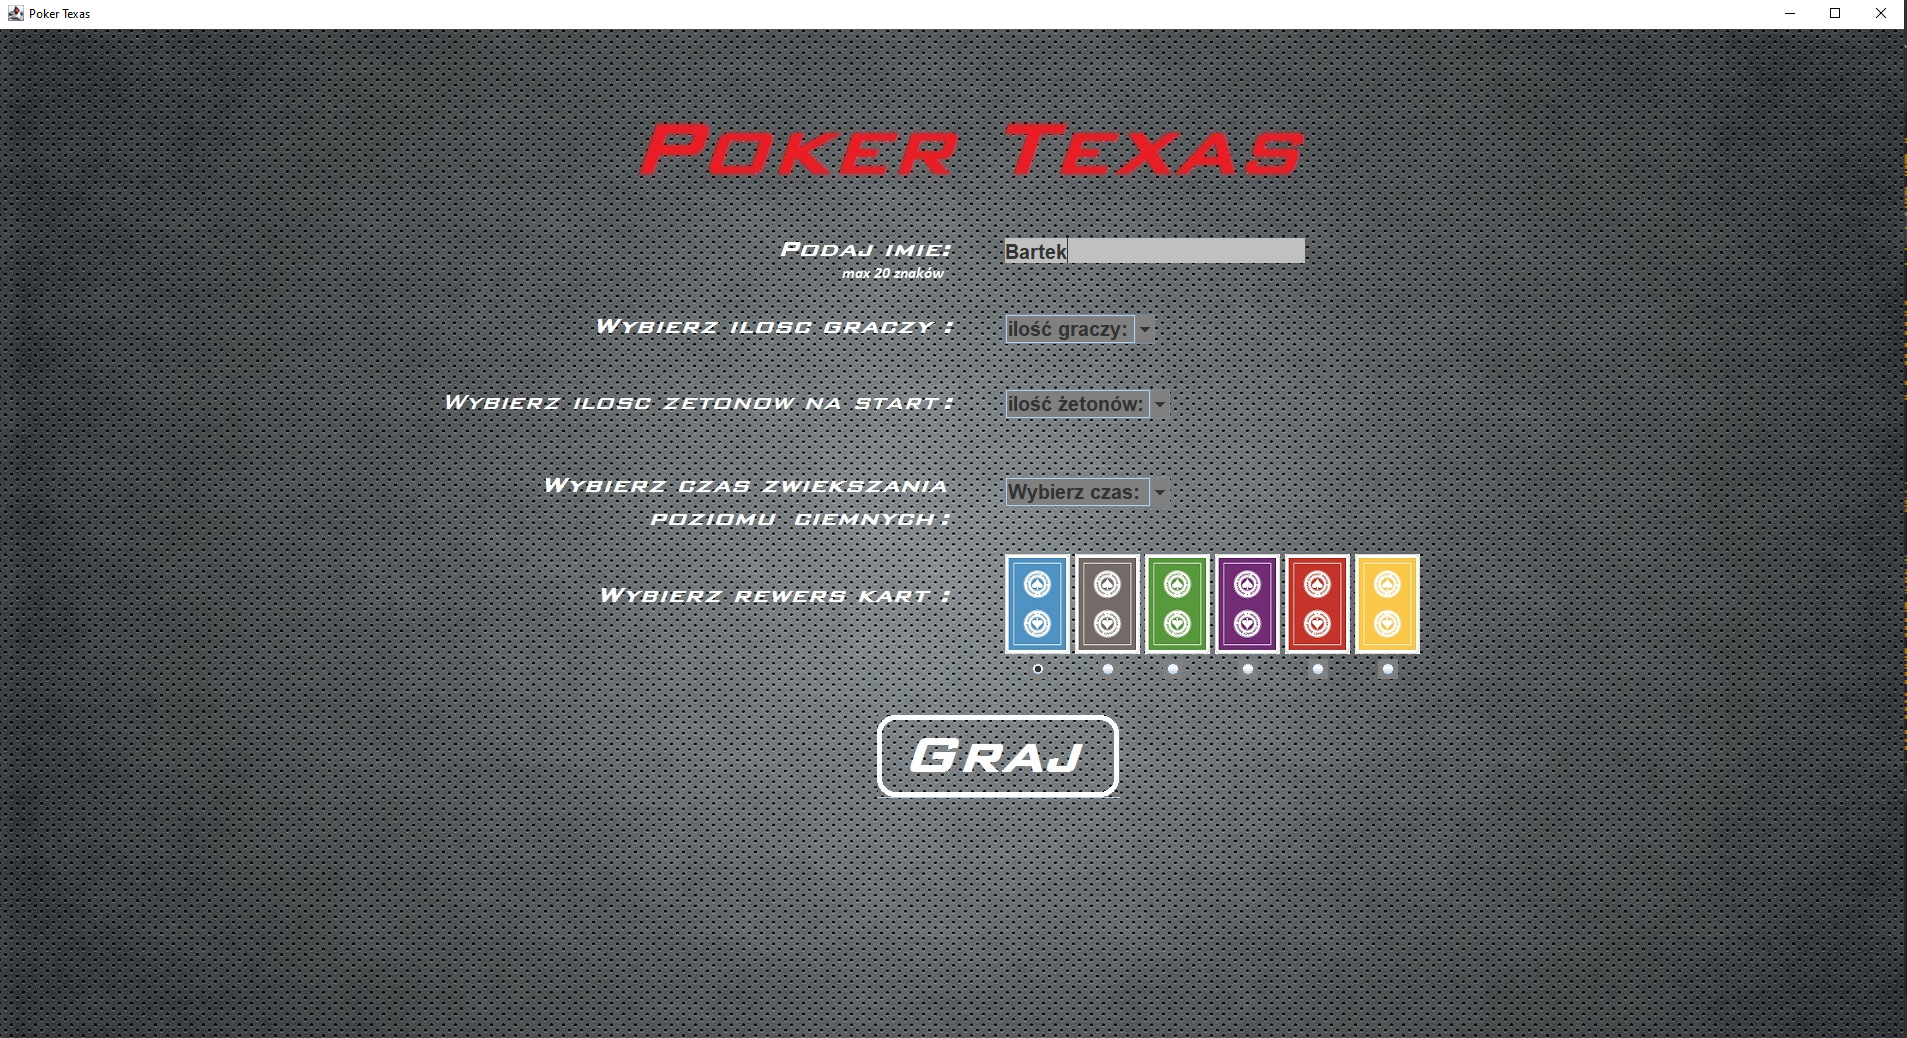 Poker Texas
Poker Texas
Podaj imie:
Bartek
max 20 znaków
Wybierz ilosc graczy :
ilość graczy:
Wybierz ilosc zetonow na start:
ilość żetonów:
Wybierz czas zwiekszania
poziomu ciemnych:
Wybierz czas:
Wybierz rewers kart :
Graj